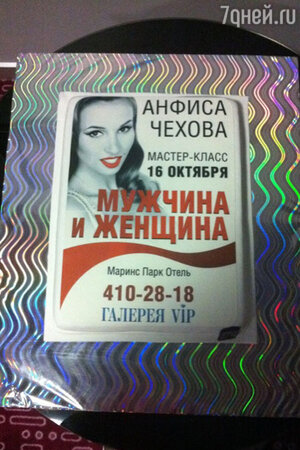 7дней.ru
АНФИСА
ЧЕХОВА
МАСТЕР-КЛАСС
16 ОКТЯБРЯ
МУЖЧИНА
И ЖЕНЩИНА
Маринс Парк Отель
410-28-18
ГАЛЕРЕЯ VIP